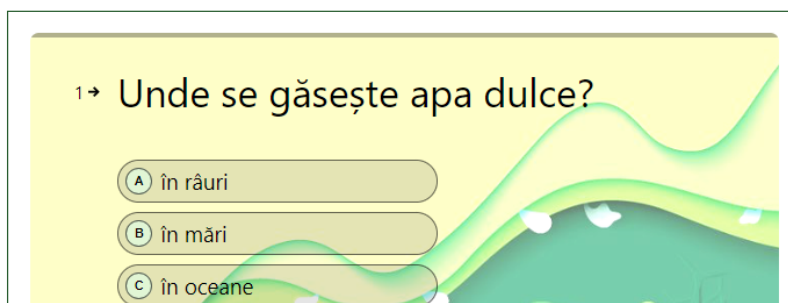 1→ Unde se găsește apa dulce?
A în râuri
B în mări
C în oceane